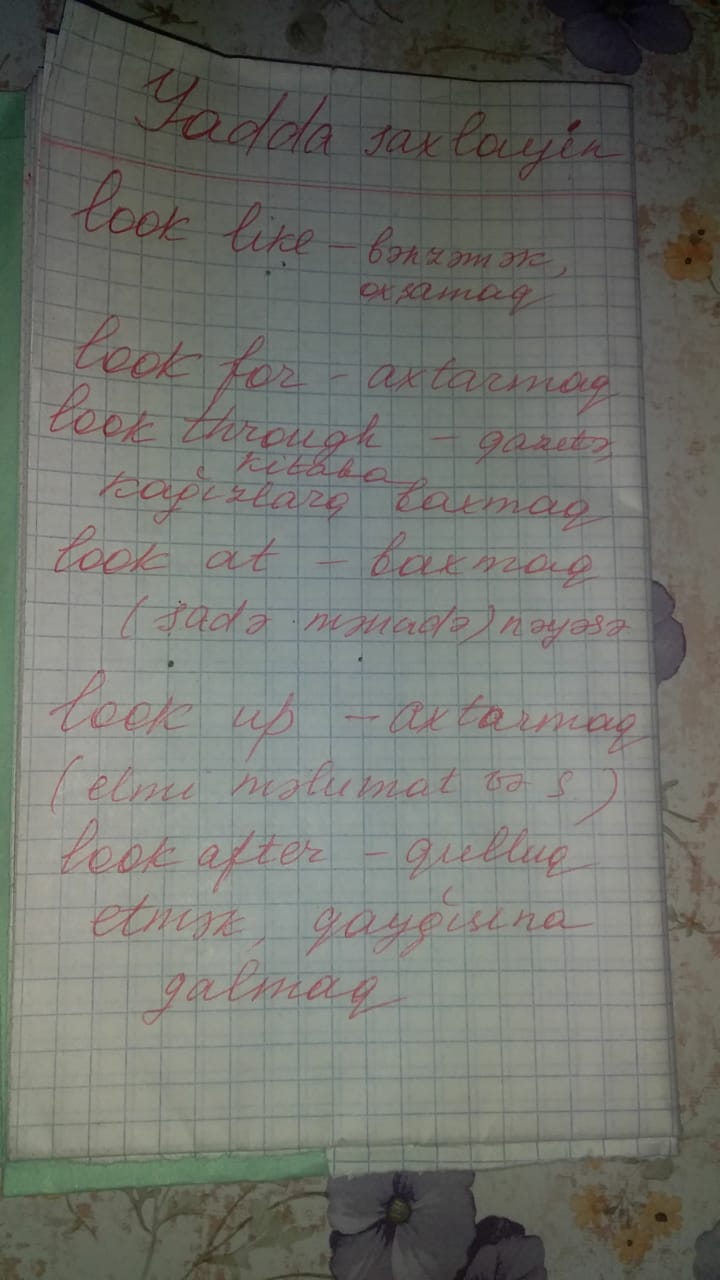 Yadda saxlayın
look like – bənzəmək,
oxşamaq
look for – axtarmaq
look through – qəzetə,
kitaba
kağızlara baxmaq
look at – baxmaq
(sadə mənada) nəyəsə
look up – axtarmaq
(elmi məlumat və s.)
look after – qulluq
etmək, qayğısına
qalmaq